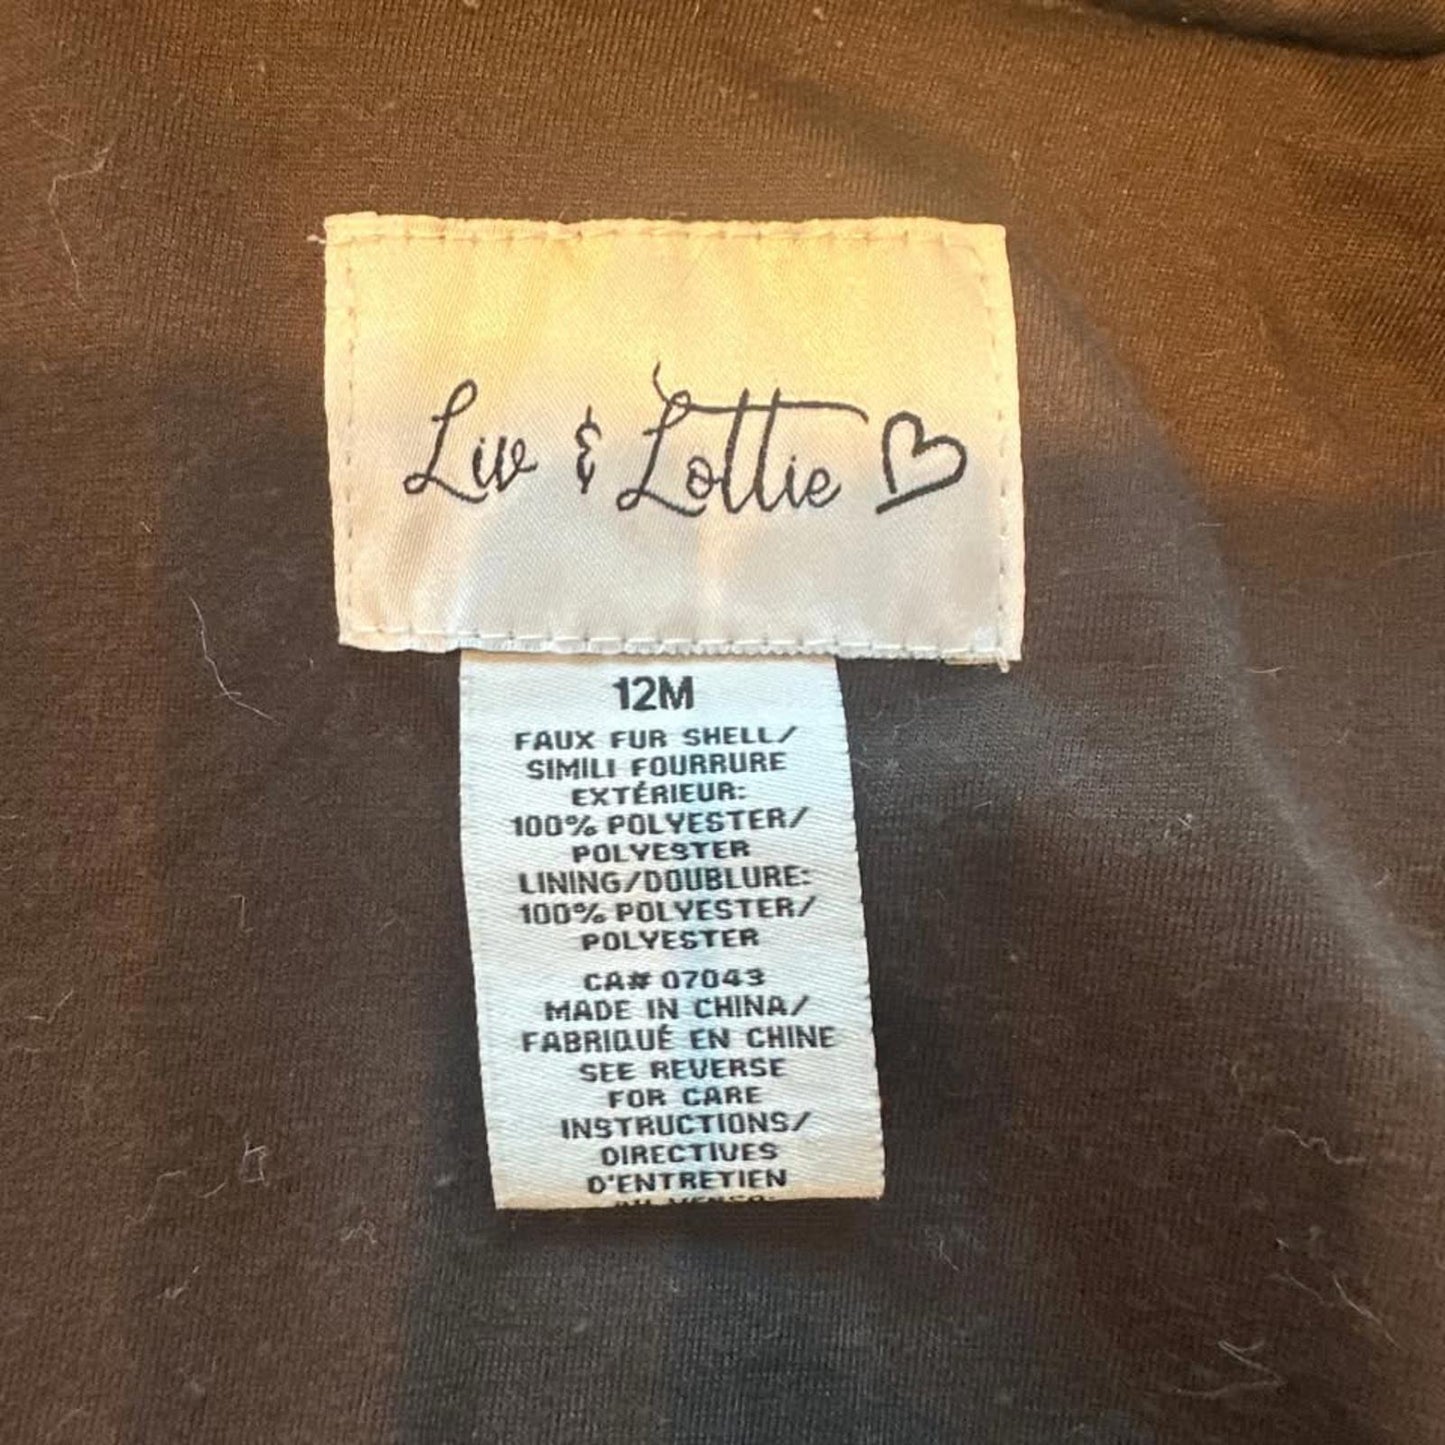 Liv & Lottie
12M
FAUX FUR SHELL/
SIMILI FOURRURE
EXTÉRIEUR:
100% POLYESTER/
POLYESTER
LINING/DOUBLURE:
100% POLYESTER/
POLYESTER
CA# 07043
MADE IN CHINA/
FABRIQUÉ EN CHINE
SEE REVERSE
FOR CARE
INSTRUCTIONS/
DIRECTIVES
D'ENTRETIEN